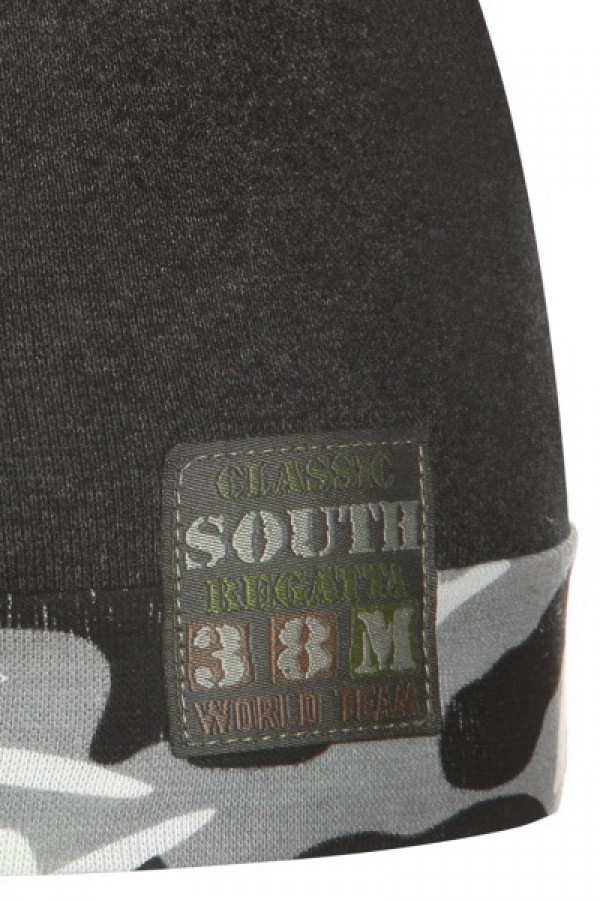 CLASSIC
SOUTH
REGATTA
38M
WORLD TEAM